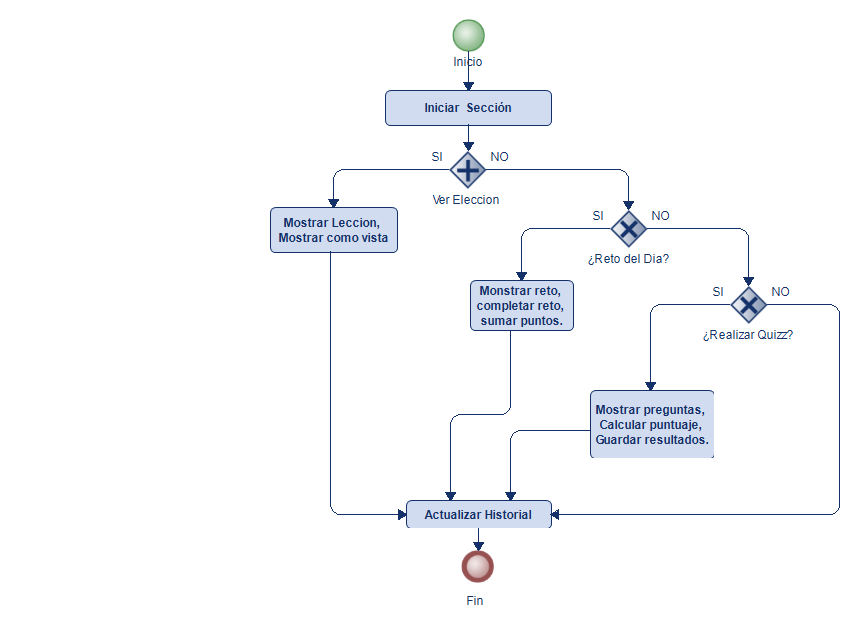 Inicio
Iniciar  Sección
SI
NO
Ver Eleccion
Mostrar Leccion,
Mostrar como vista
SI
NO
¿Reto del Dia?
Monstrar reto,
completar reto,
sumar puntos.
SI
NO
¿Realizar Quizz?
Mostrar preguntas,
Calcular puntuaje,
Guardar resultados.
Actualizar Historial
Fin